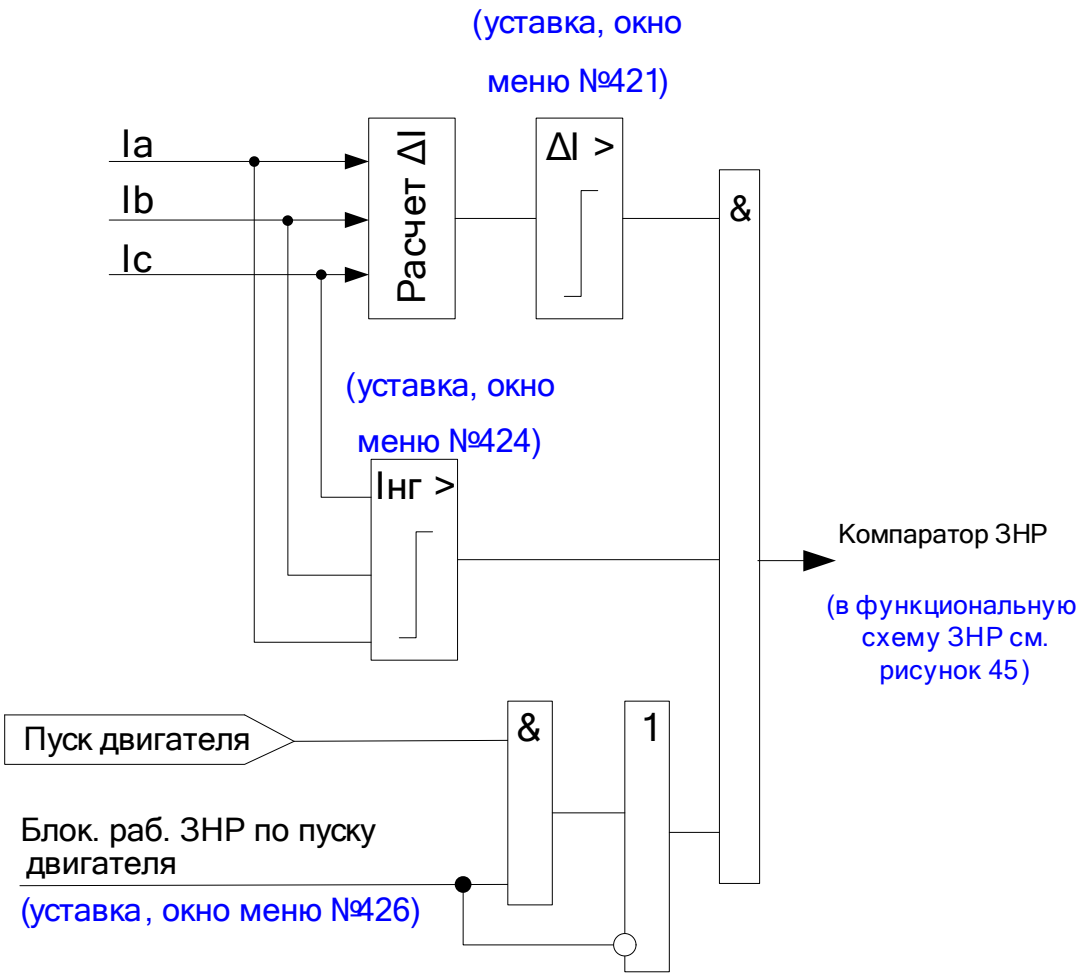 (уставка, окно
меню №421)
Ia
Ib
Ic
Расчет ΔI
ΔI >
&
(уставка, окно
меню №424)
Iнг >
Компаратор ЗНР
(в функциональную
схему ЗНР см.
рисунок 45)
Пуск двигателя
&
1
Блок. раб. ЗНР по пуску
двигателя
(уставка, окно меню №426)